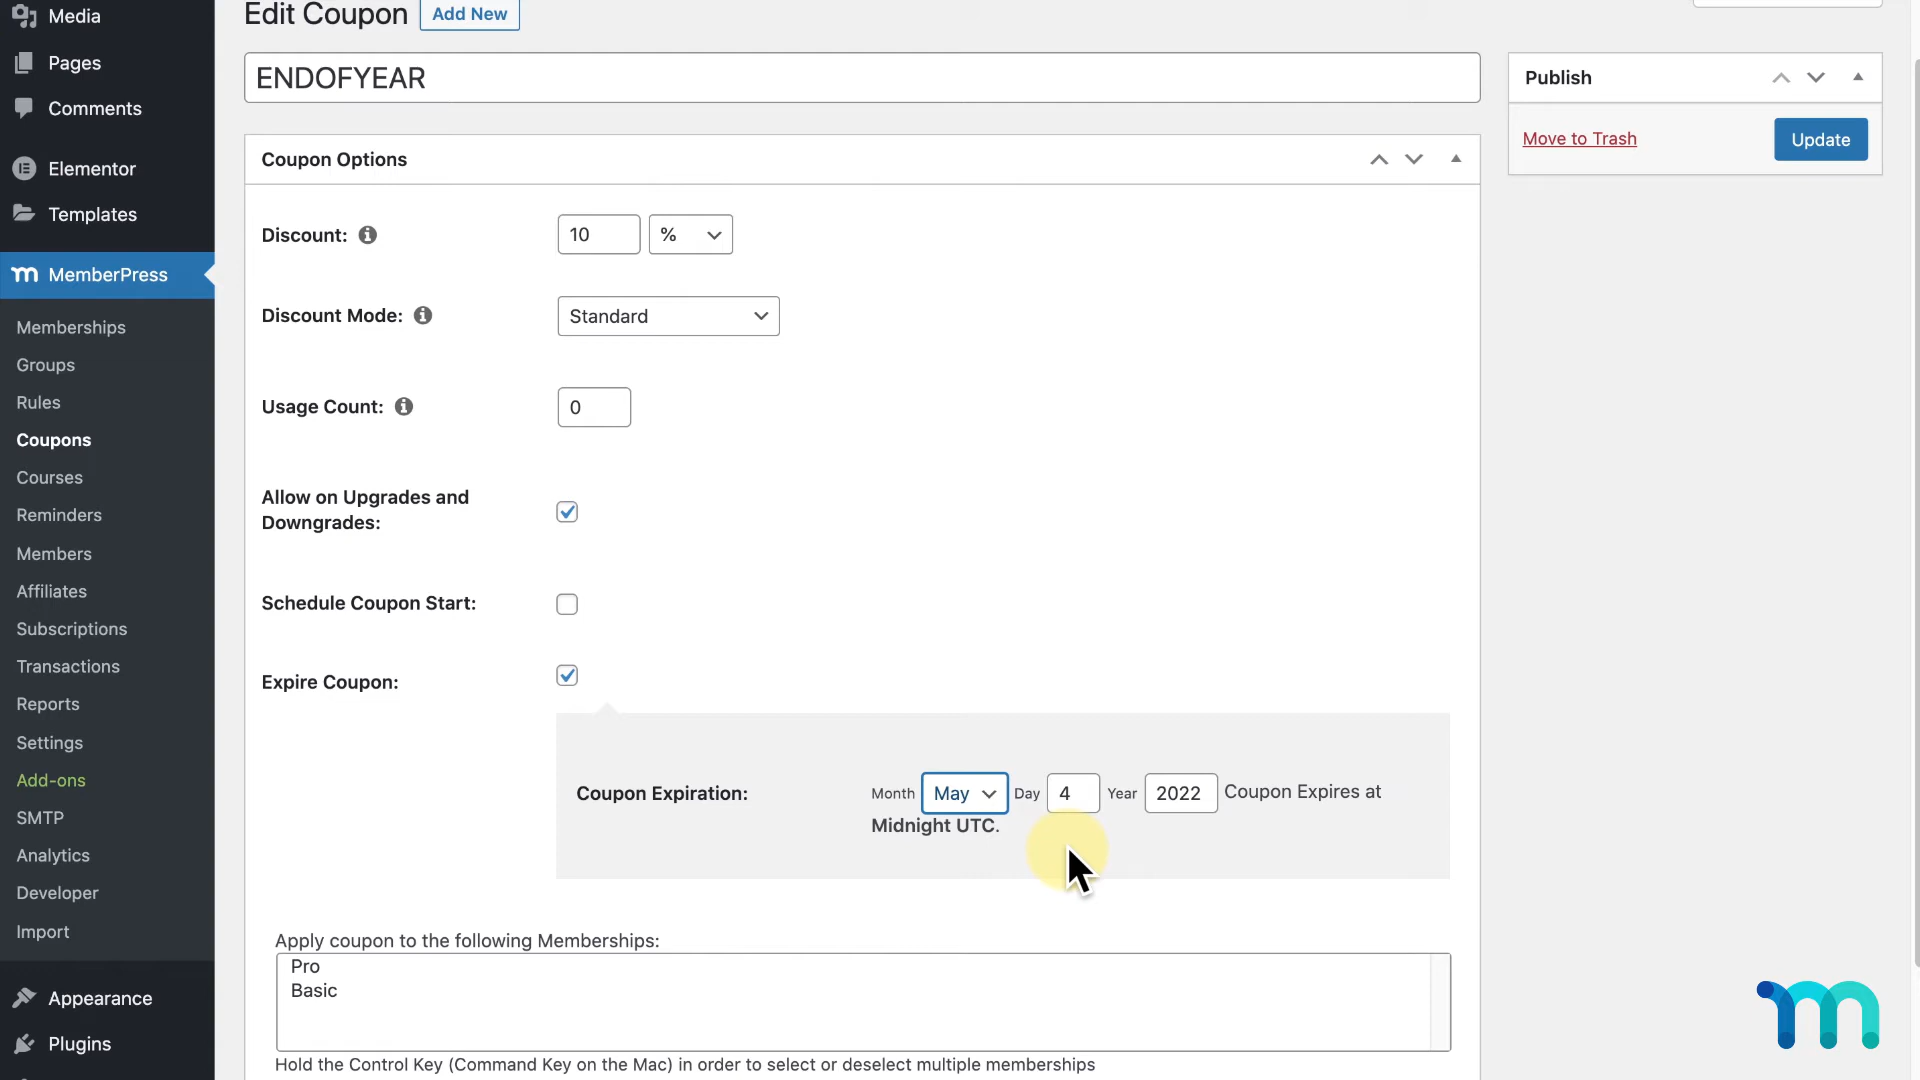 Media
Pages
Comments
Elementor
Templates
MemberPress
Memberships
Groups
Rules
Coupons
Courses
Reminders
Members
Affiliates
Subscriptions
Transactions
Reports
Settings
Add-ons
SMTP
Analytics
Developer
Import
Appearance
Plugins
Edit Coupon Add New
ENDOFYEAR
Coupon Options
Discount: 10 %
Discount Mode: Standard
Usage Count: 0
Allow on Upgrades and
Downgrades:
Schedule Coupon Start:
Expire Coupon:
Coupon Expiration: Month May Day 4 Year 2022 Coupon Expires at
Midnight UTC.
Apply coupon to the following Memberships:
Pro
Basic
Hold the Control Key (Command Key on the Mac) in order to select or deselect multiple memberships
Publish
Move to Trash Update